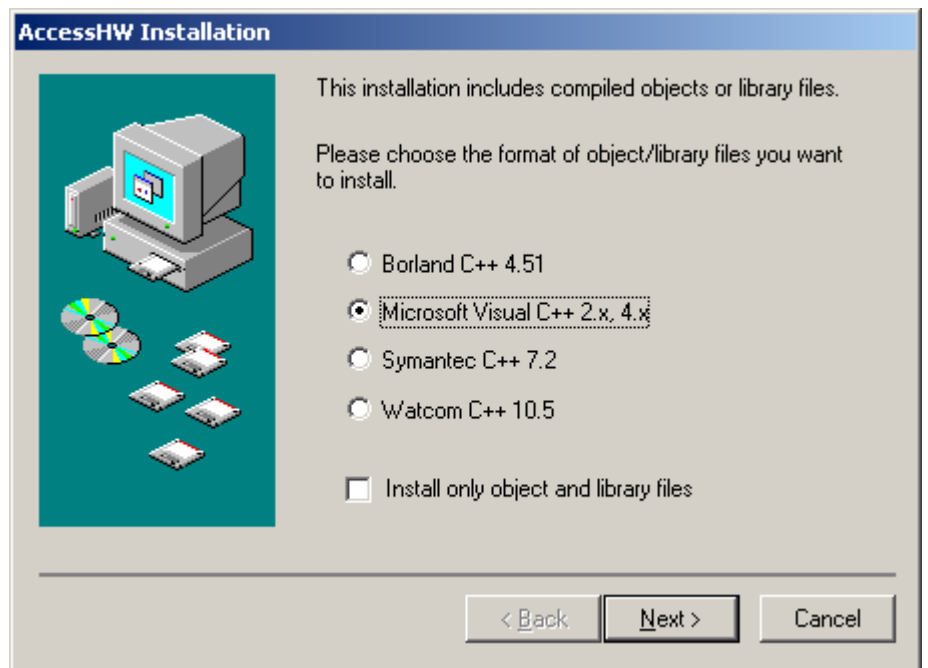 AccessHW Installation
This installation includes compiled objects or library files.
Please choose the format of object/library files you want
to install.
Borland C++ 4.51
Microsoft Visual C++ 2.x, 4.x
Symantec C++ 7.2
Watcom C++ 10.5
Install only object and library files
< Back
Next >
Cancel